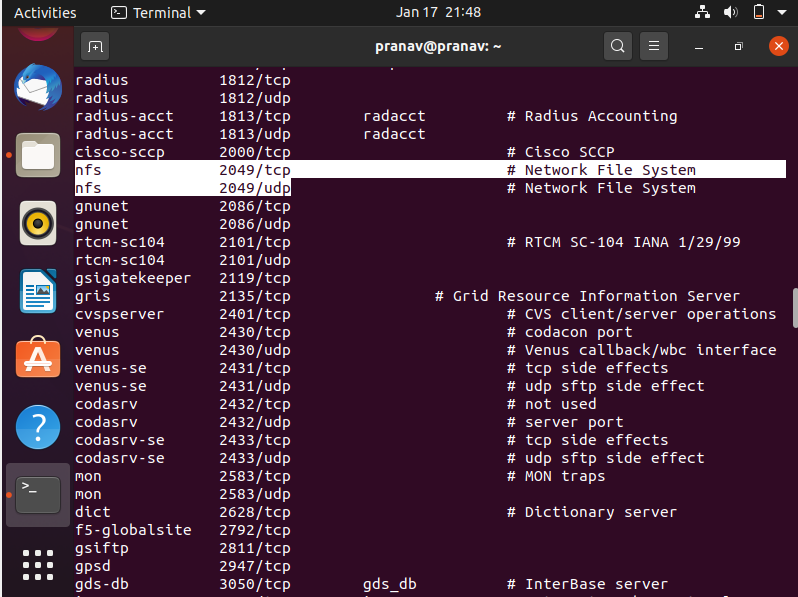 Activities Terminal Jan 17 21:48
pranav@pranav: ~
radius 1812/tcp
radius 1812/udp
radius-acct 1813/tcp radacct # Radius Accounting
radius-acct 1813/udp radacct
cisco-sccp 2000/tcp # Cisco SCCP
nfs 2049/tcp # Network File System
nfs 2049/udp # Network File System
gnunet 2086/tcp
gnunet 2086/udp
rtcm-sc104 2101/tcp # RTCM SC-104 IANA 1/29/99
rtcm-sc104 2101/udp
gsigatekeeper 2119/tcp
gris 2135/tcp # Grid Resource Information Server
cvspserver 2401/tcp # CVS client/server operations
venus 2430/tcp # codacon port
venus 2430/udp # Venus callback/wbc interface
venus-se 2431/tcp # tcp side effects
venus-se 2431/udp # udp sftp side effect
codasrv 2432/tcp # not used
codasrv 2432/udp # server port
codasrv-se 2433/tcp # tcp side effects
codasrv-se 2433/udp # udp sftp side effect
mon 2583/tcp # MON traps
mon 2583/udp
dict 2628/tcp # Dictionary server
f5-globalsite 2792/tcp
gsiftp 2811/tcp
gpsd 2947/tcp
gds-db 3050/tcp gds_db # InterBase server